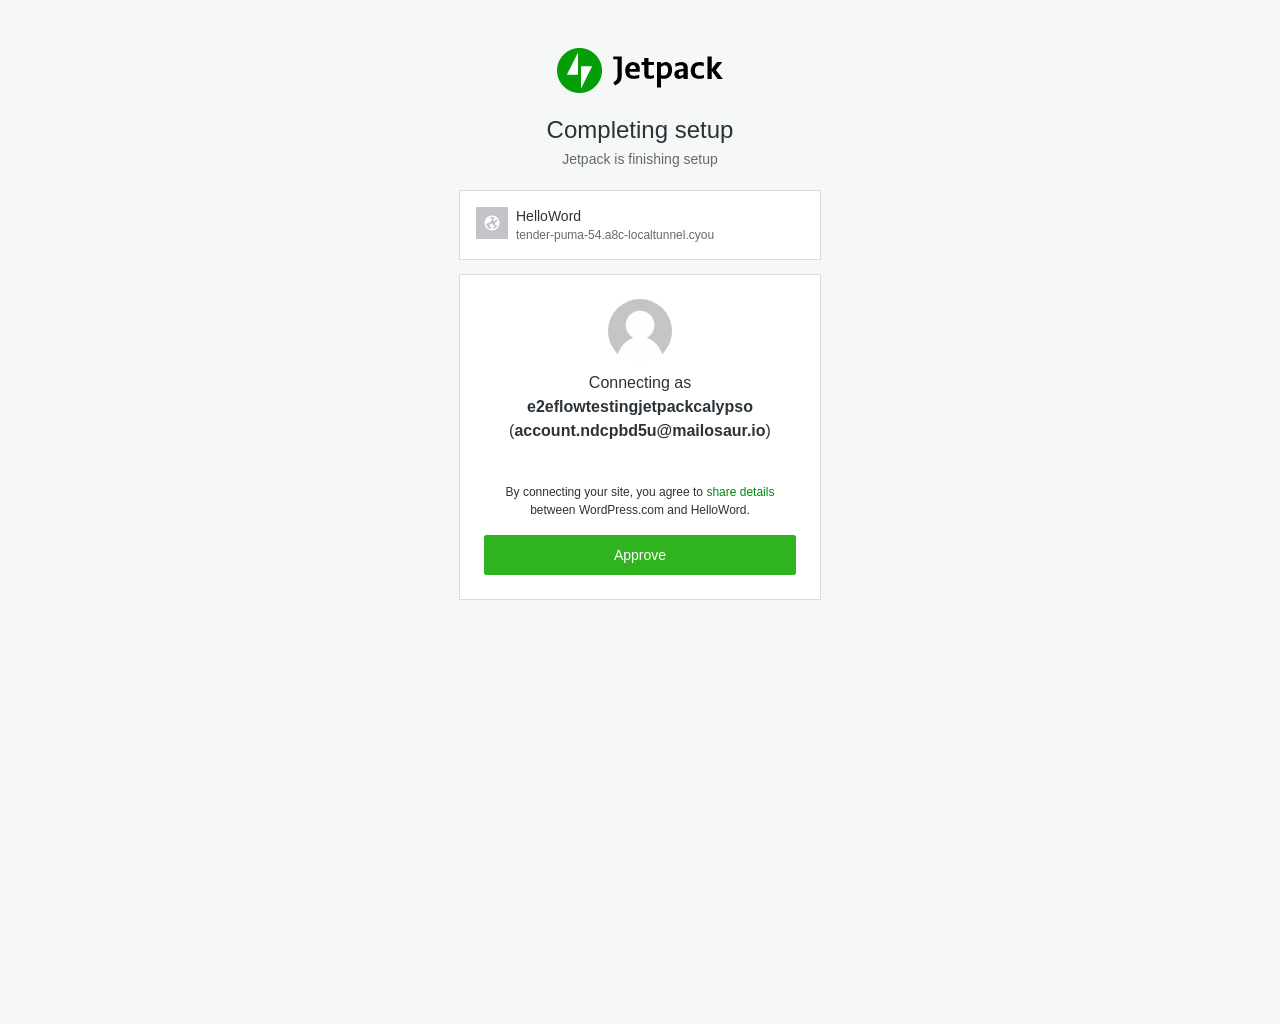 Jetpack
Completing setup
Jetpack is finishing setup
HelloWord
tender-puma-54.a8c-localtunnel.cyou
Connecting as
e2eflowtestingjetpackcalypso
(account.ndcpbd5u@mailosaur.io)
By connecting your site, you agree to share details
between WordPress.com and HelloWord.
Approve